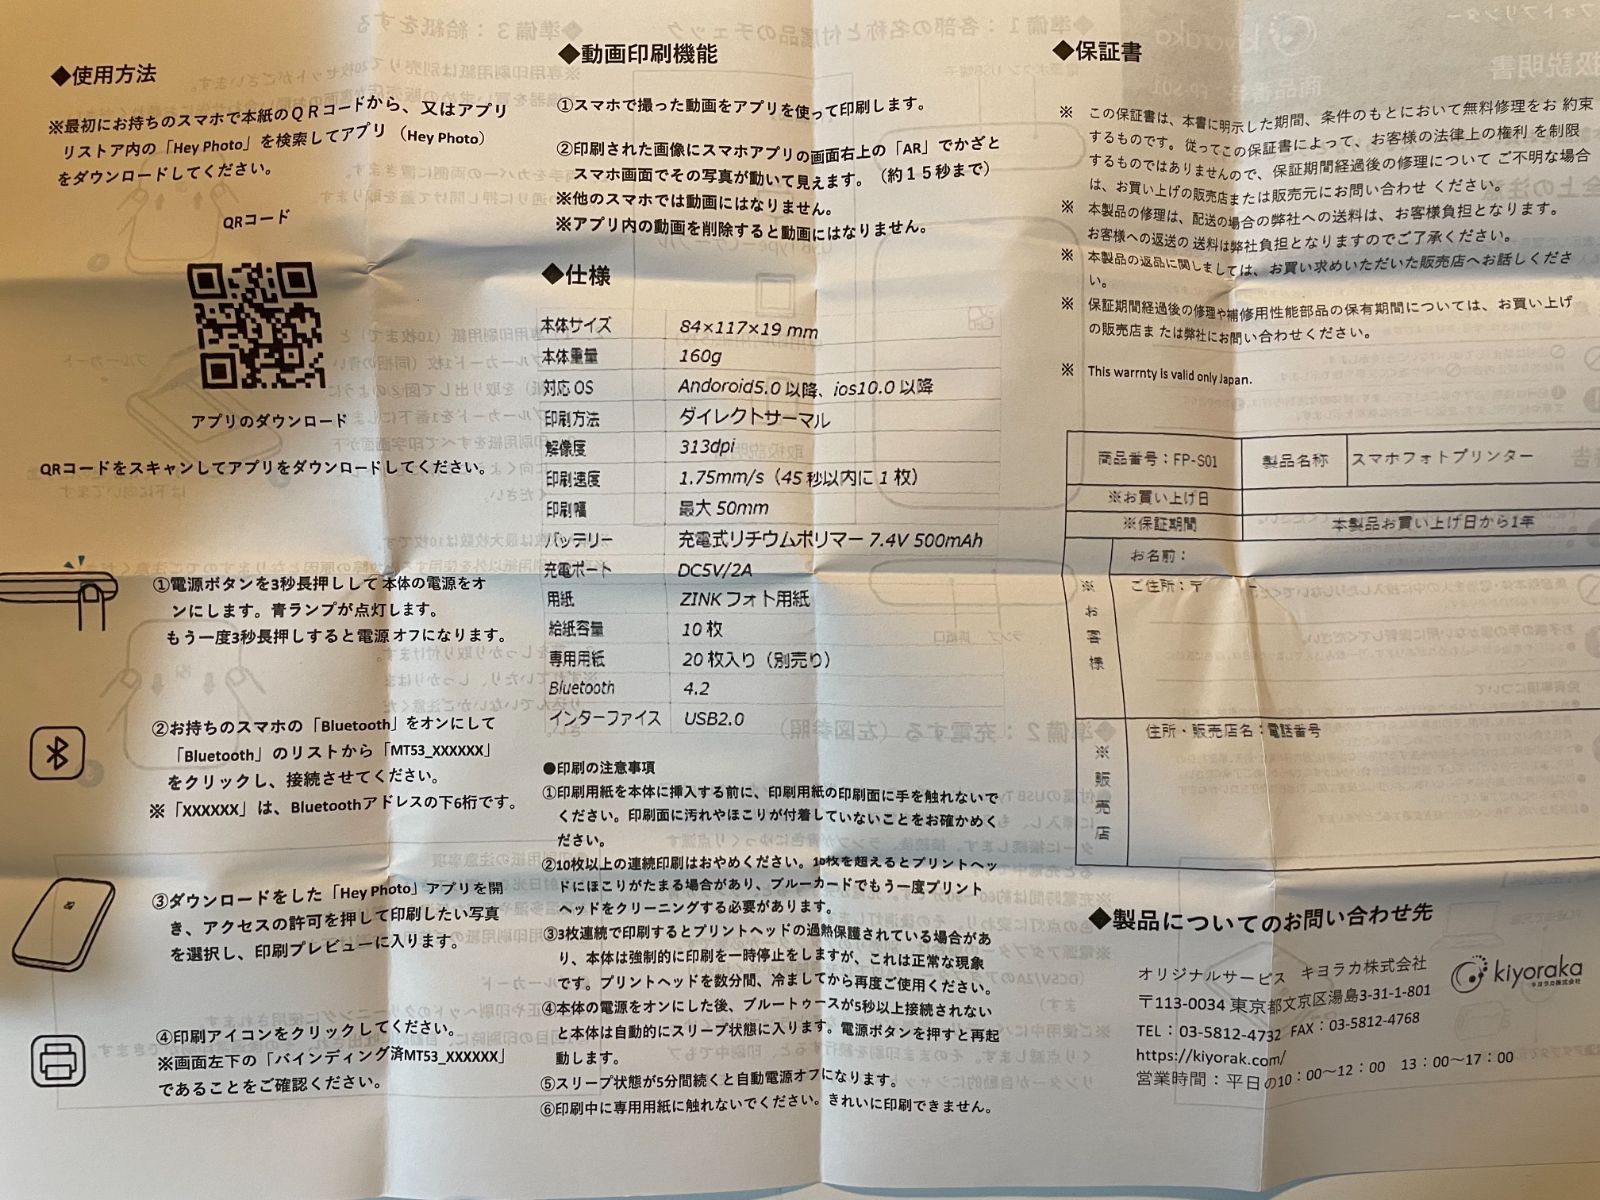 ◆使用方法
※最初にお持ちのスマホで本紙のQRコードから、又はアプリ
リストア内の「Hey Photo」を検索してアプリ (Hey Photo)
をダウンロードしてください。
QRコード
アプリのダウンロード
QRコードをスキャンしてアプリをダウンロードしてください。
①電源ボタンを3秒長押しして本体の電源をオ
ンにします。青ランプが点灯します。
もう一度3秒長押しすると電源オフになります。
②お持ちのスマホの「Bluetooth」をオンにして
「Bluetooth」のリストから「MT53_XXXXXX」
をクリックし、接続させてください。
※「XXXXXX」は、Bluetoothアドレスの下6桁です。
③ダウンロードをした「Hey Photo」アプリを開
き、アクセスの許可を押して印刷したい写真
を選択し、印刷プレビューに入ります。
④印刷アイコンをクリックしてください。
※画面左下の「バインディング済MT53_XXXXXX」
であることをご確認ください。
◆動画印刷機能
①スマホで撮った動画をアプリを使って印刷します。
②印刷された画像にスマホアプリの画面右上の「AR」でかざと
スマホ画面でその写真が動いて見えます。(約15秒まで)
※他のスマホでは動画にはなりません。
※アプリ内の動画を削除すると動画にはなりません。
◆仕様
本体サイズ 84×117×19 mm
本体重量 160g
対応OS Andoroid5.0以降、ios10.0以降
印刷方法 ダイレクトサーマル
解像度 313dpi
印刷速度 1.75mm/s (45秒以内に1枚)
印刷幅 最大50mm
バッテリー 充電式リチウムポリマー 7.4V 500mAh
充電ポート DC5V/2A
用紙 ZINKフォト用紙
給紙容量 10枚
専用用紙 20枚入り(別売り)
Bluetooth 4.2
インターフェイス USB2.0
●印刷の注意事項
①印刷用紙を本体に挿入する前に、印刷用紙の印刷面に手を触れないで
ください。印刷面に汚れやほこりが付着していないことをお確かめく
ださい。
②10枚以上の連続印刷はおやめください。10枚を超えるとプリントヘッ
ドにほこりがたまる場合があり、ブルーカードでもう一度プリント
ヘッドをクリーニングする必要があります。
③3枚連続で印刷するとプリントヘッドの過熱保護されている場合があ
り、本体は強制的に印刷を一時停止をしますが、これは正常な現象
です。プリントヘッドを数分間、冷ましてから再度ご使用ください。
④本体の電源をオンにした後、ブルートゥースが5秒以上接続されない
と本体は自動的にスリープ状態に入ります。電源ボタンを押すと再起
動します。
⑤スリープ状態が5分間続くと自動電源オフになります。
⑥印刷中に専用用紙に触れないでください。きれいに印刷できません。
◆保証書
※ この保証書は、本書に明示した期間、条件のもとにおいて無料修理をお 約束
するものです。従ってこの保証書によって、お客様の法律上の権利 を制限
するものではありませんので、保証期間経過後の修理について ご不明な場合
は、お買い上げの販売店または販売元にお問い合わせ ください。
※ 本製品の修理は、配送の場合の弊社への送料は、お客様負担となります。
お客様への返送の 送料は弊社負担となりますのでご了承ください。
※ 本製品の返品に関しましては、お買い求めいただいた販売店へお話しくださ
い。
※ 保証期間経過後の修理や補修用性能部品の保有期間については、お買い上げ
の販売店ま たは弊社にお問い合わせください。
※ This warrnty is valid only Japan.
商品番号：FP-S01 製品名称 スマホフォトプリンター
※お買い上げ日
※保証期間 本製品お買い上げ日から1年
※お客様
お名前：
ご住所：〒
※販売店
住所・販売店名：電話番号
◆製品についてのお問い合わせ先
オリジナルサービス キヨラカ株式会社
kiyoraka
キヨラカ株式会社
〒113-0034 東京都文京区湯島3-31-1-801
TEL：03-5812-4732 FAX：03-5812-4768
https://kiyorak.com/
営業時間：平日の10：00～12：00 13：00～17：00